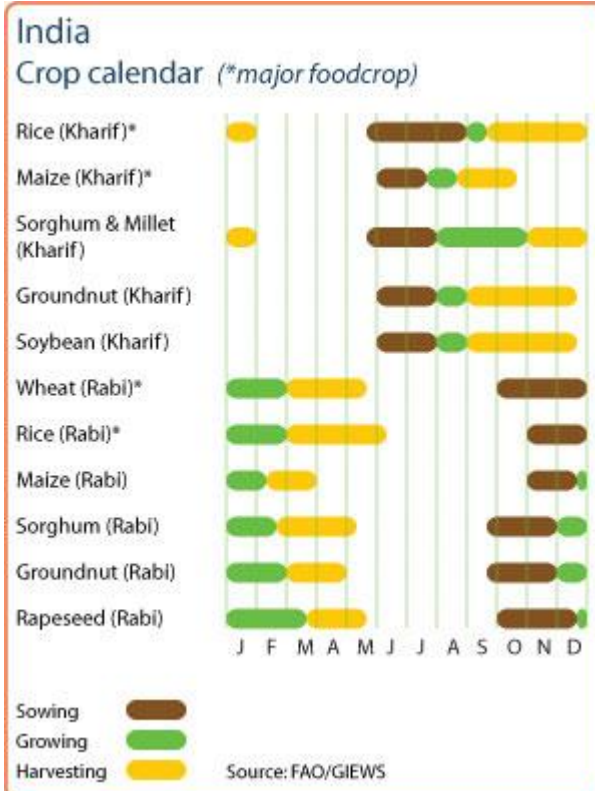 India
Crop calendar (*major foodcrop)
Rice (Kharif)*
Maize (Kharif)*
Sorghum & Millet
(Kharif)
Groundnut (Kharif)
Soybean (Kharif)
Wheat (Rabi)*
Rice (Rabi)*
Maize (Rabi)
Sorghum (Rabi)
Groundnut (Rabi)
Rapeseed (Rabi)
J F M A M J J A S O N D
Sowing
Growing
Harvesting Source: FAO/GIEWS